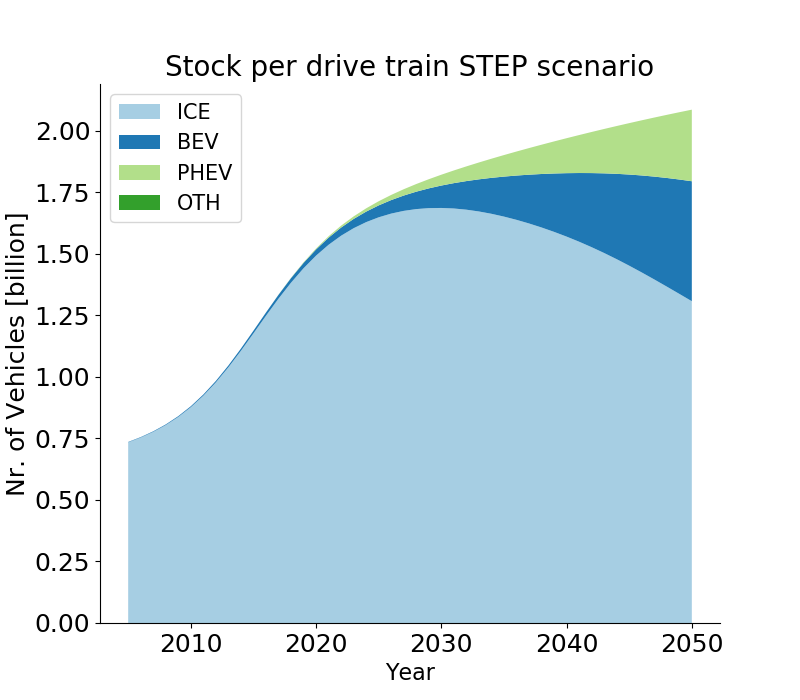 Stock per drive train STEP scenario
ICE
BEV
PHEV
OTH
Nr. of Vehicles [billion]
2.00
1.75
1.50
1.25
1.00
0.75
0.50
0.25
0.00
2010 2020 2030 2040 2050
Year